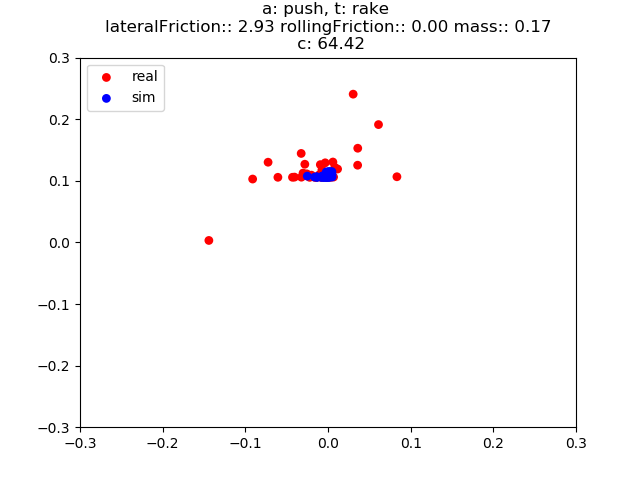 a: push, t: rake
lateralFriction:: 2.93 rollingFriction:: 0.00 mass:: 0.17
c: 64.42
real
sim
0.3
0.2
0.1
0.0
−0.1
−0.2
−0.3
−0.3
−0.2
−0.1
0.0
0.1
0.2
0.3